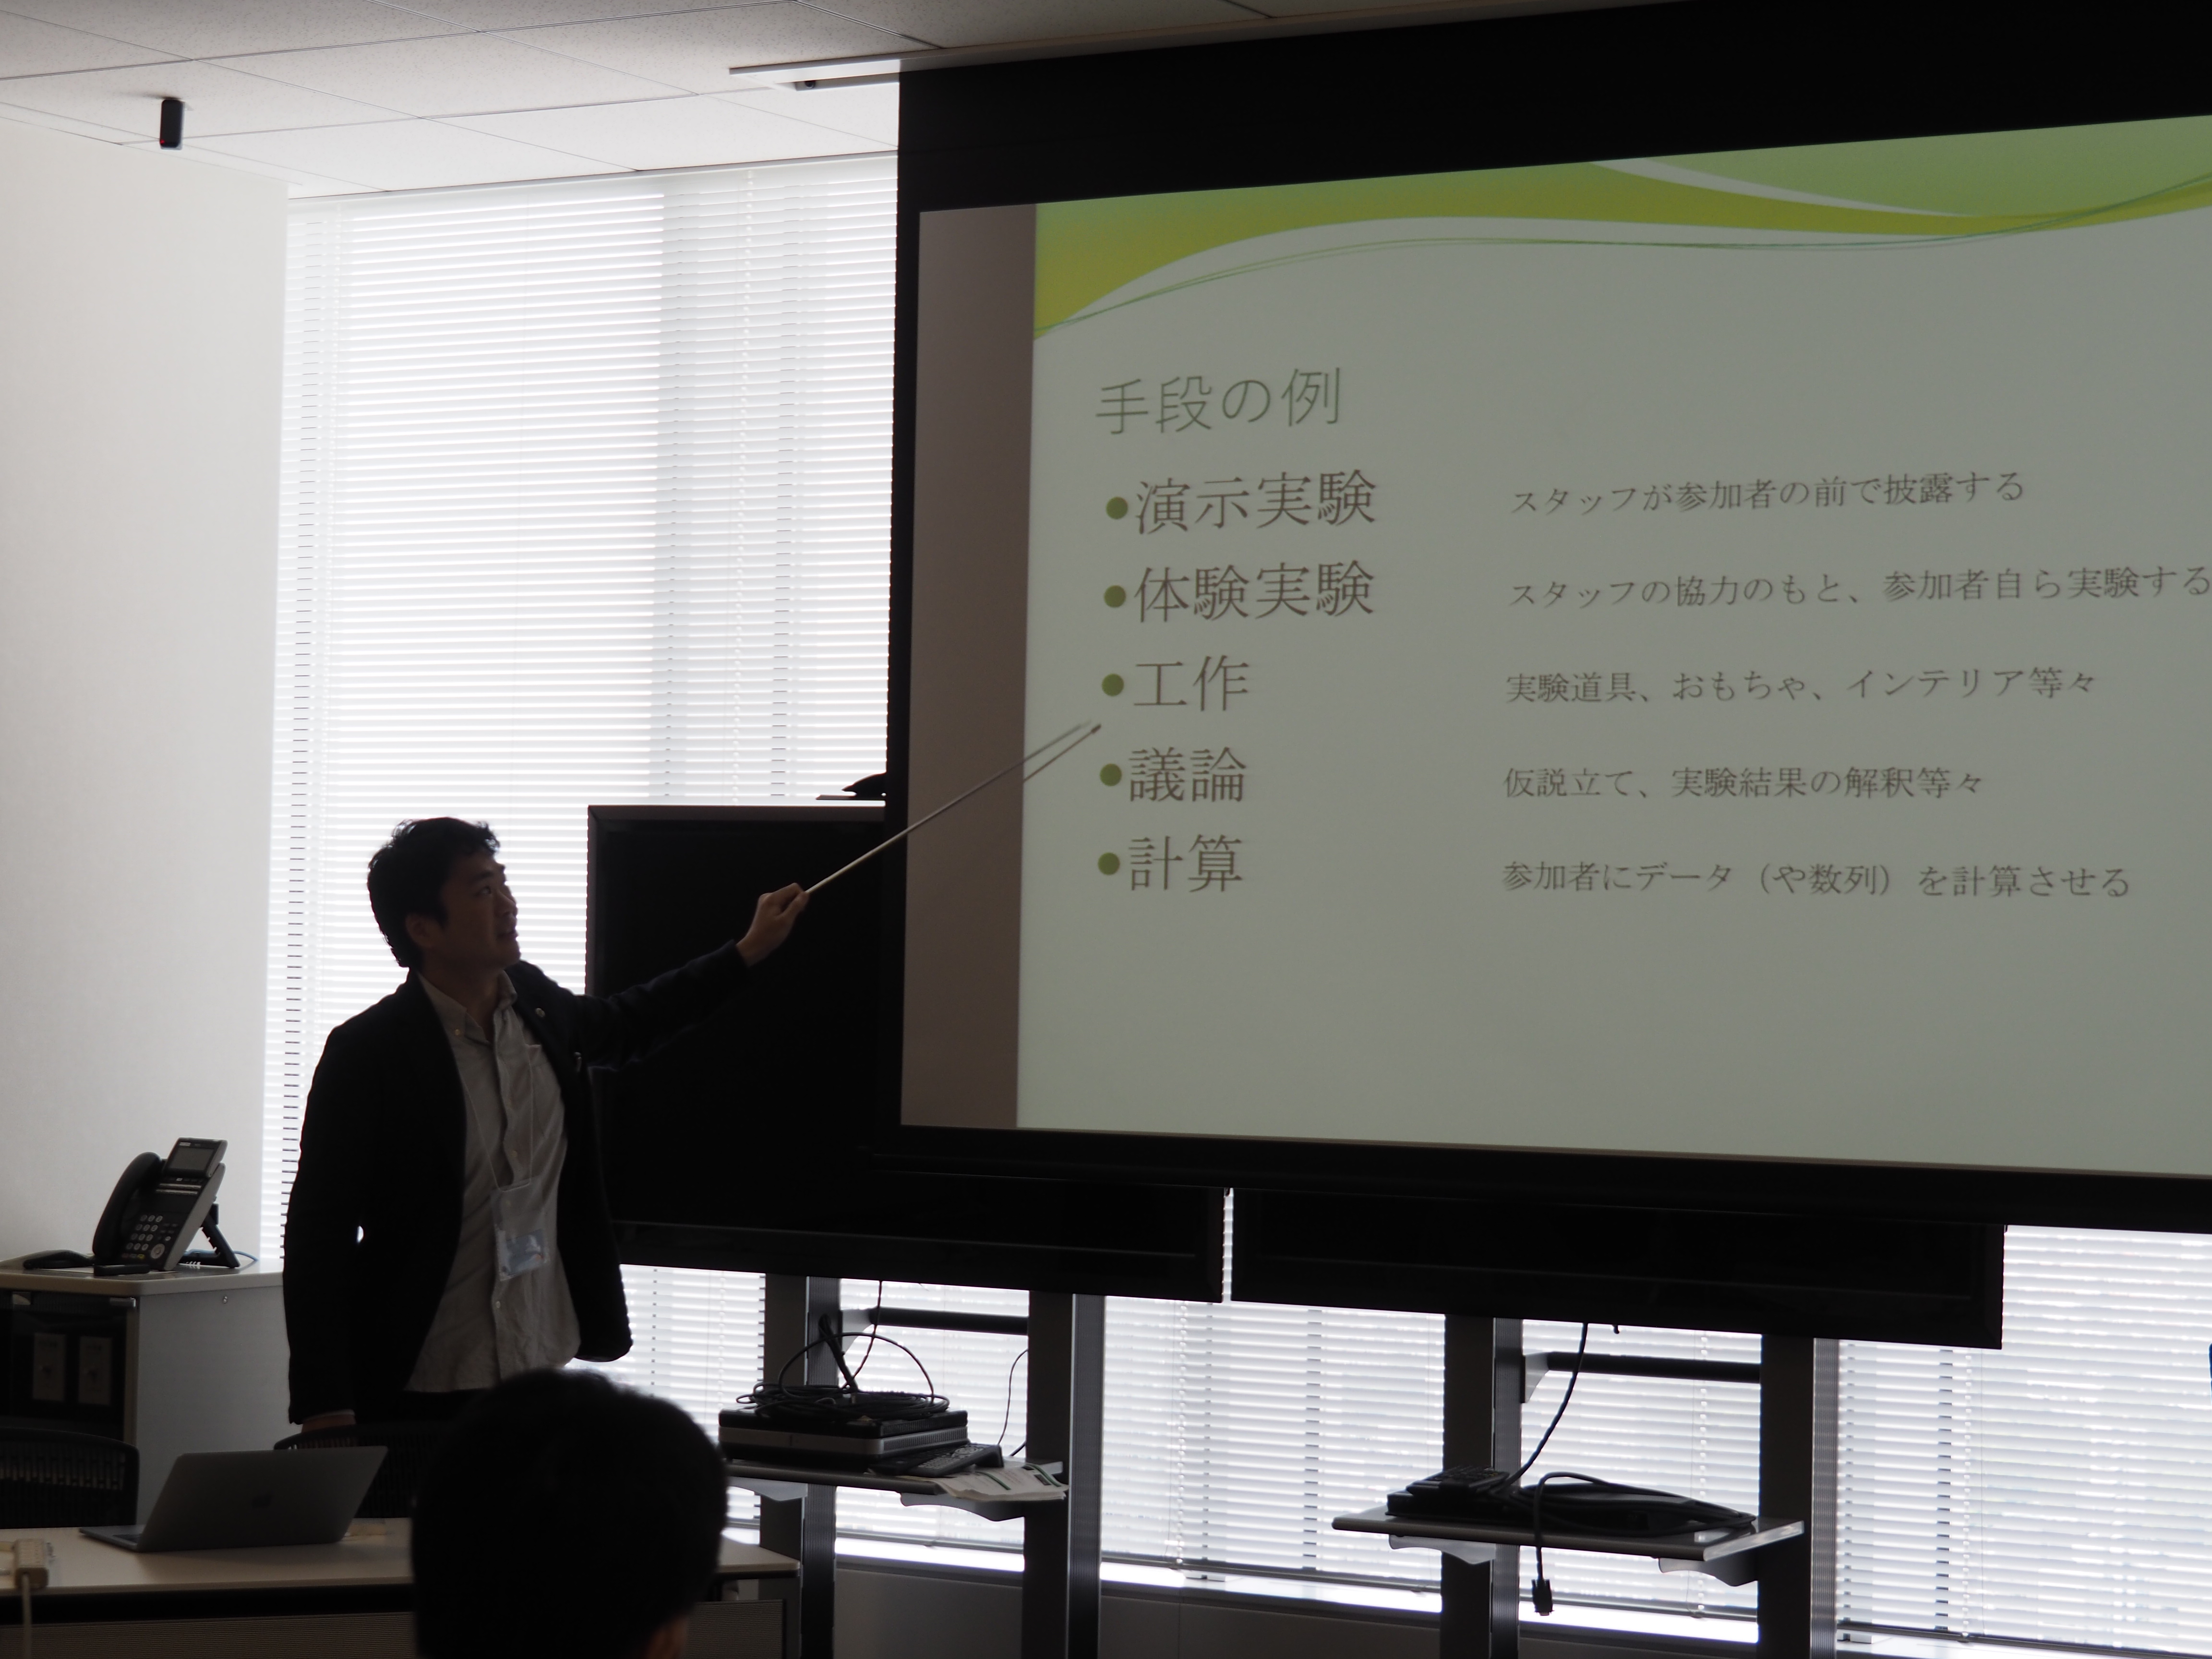 手段の例
●演示実験 スタッフが参加者の前で披露する
●体験実験 スタッフの協力のもと、参加者自ら実験する
●工作 実験道具、おもちゃ、インテリア等々
●議論 仮説立て、実験結果の解釈等々
●計算 参加者にデータ（や数列）を計算させる